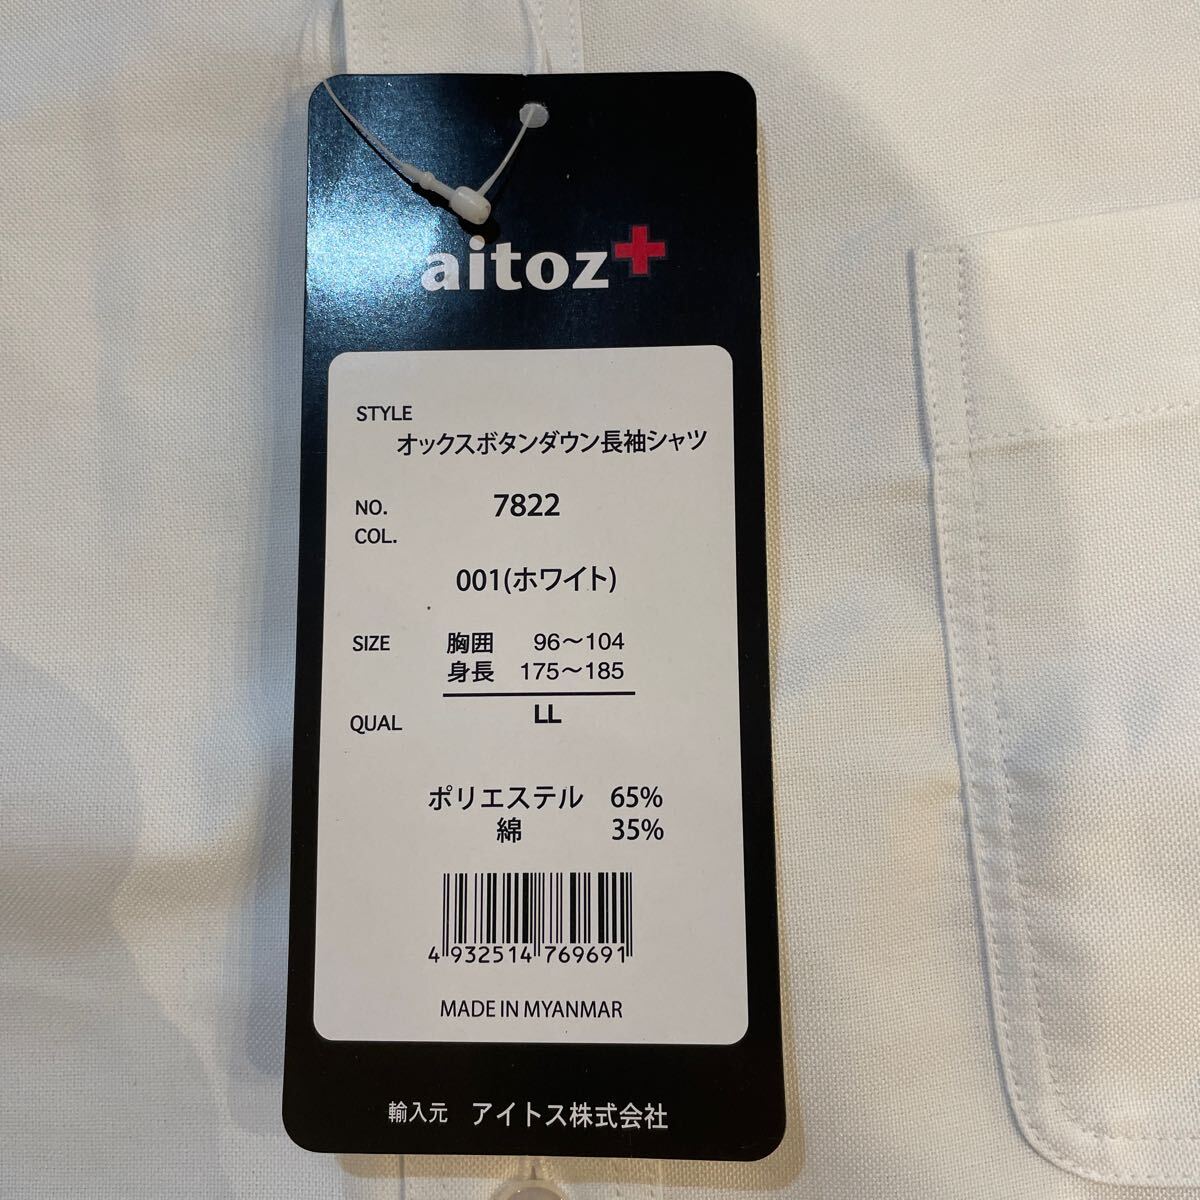 aitoz
STYLE
オックスボタンダウン長袖シャツ
NO. 7822
COL.
001(ホワイト)
SIZE 胸囲 96～104
身長 175～185
LL
QUAL
ポリエステル 65%
綿 35%
4 932514 769691
MADE IN MYANMAR
輸入元 アイトス株式会社